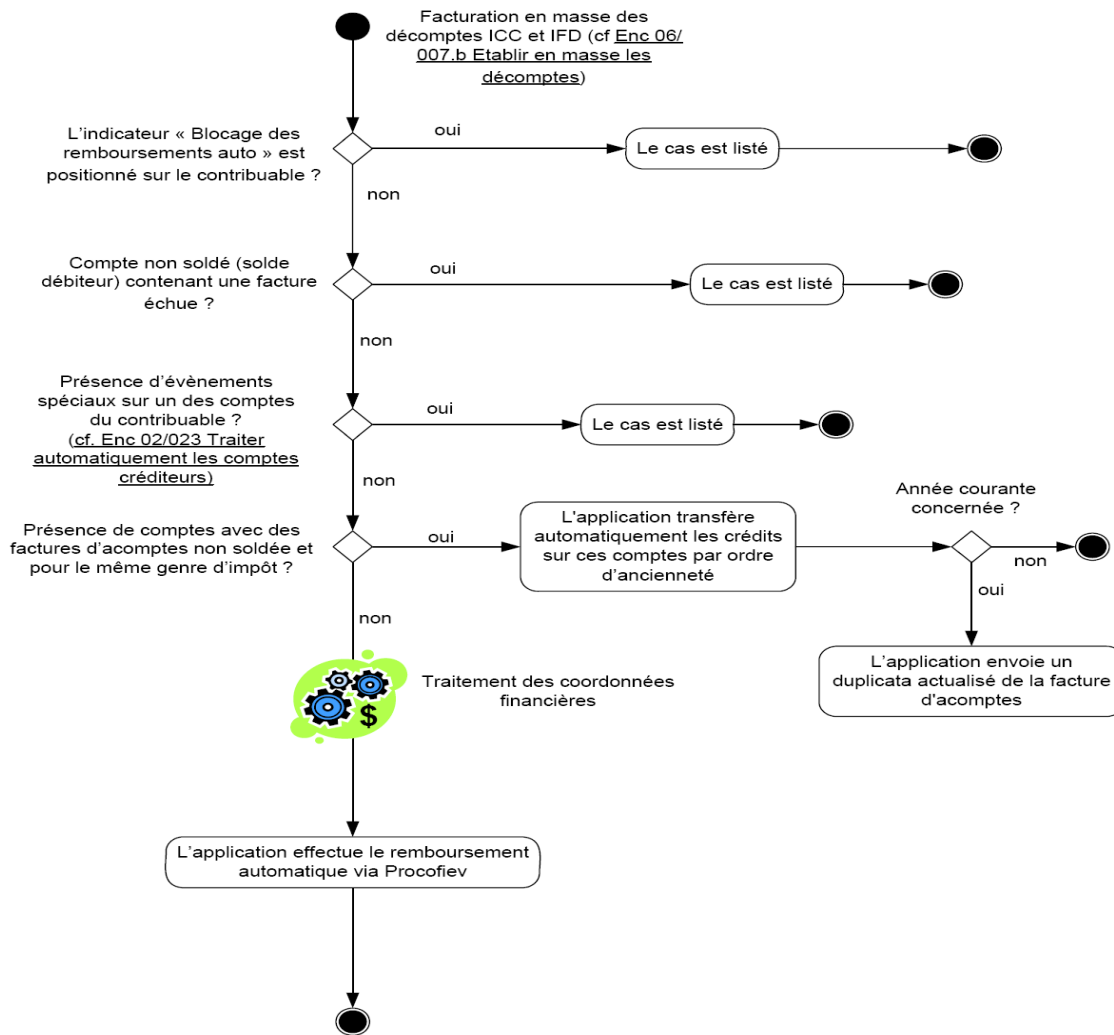 Facturation en masse des
décomptes ICC et IFD (cf Enc 06/
007.b Etablir en masse les
décomptes)
L'indicateur « Blocage des
remboursements auto » est
positionné sur le contribuable ?
oui
Le cas est listé
non
Compte non soldé (solde
débiteur) contenant une facture
échue ?
oui
Le cas est listé
non
Présence d'évènements
spéciaux sur un des comptes
du contribuable ?
(cf. Enc 02/023 Traiter
automatiquement les comptes
créditeurs)
oui
Le cas est listé
non
Présence de comptes avec des
factures d'acomptes non soldée et
pour le même genre d'impôt ?
oui
L'application transfère
automatiquement les crédits
sur ces comptes par ordre
d'ancienneté
Année courante
concernée ?
non
oui
L'application envoie un
duplicata actualisé de la facture
d'acomptes
non
$
Traitement des coordonnées
financières
L'application effectue le remboursement
automatique via Procofiev